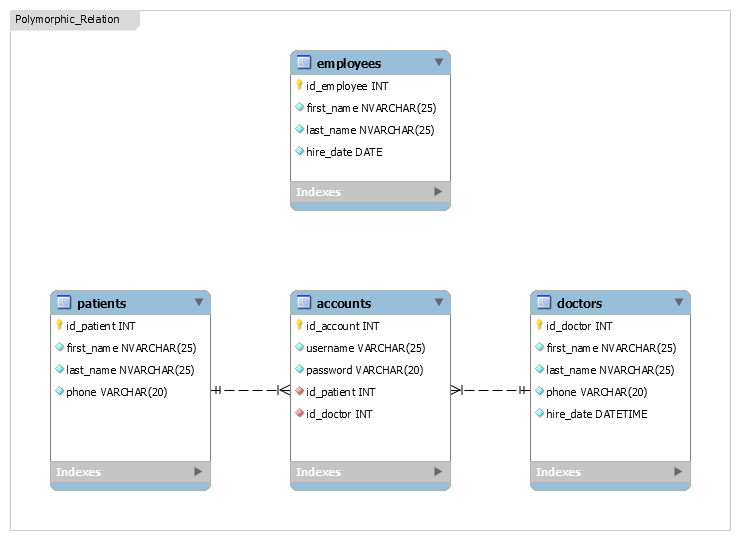 Polymorphic_Relation
employees
id_employee INT
first_name NVARCHAR(25)
last_name NVARCHAR(25)
hire_date DATE
Indexes
patients
id_patient INT
first_name NVARCHAR(25)
last_name NVARCHAR(25)
phone VARCHAR(20)
Indexes
accounts
id_account INT
username VARCHAR(25)
password VARCHAR(20)
id_patient INT
id_doctor INT
Indexes
doctors
id_doctor INT
first_name NVARCHAR(25)
last_name NVARCHAR(25)
phone VARCHAR(20)
hire_date DATETIME
Indexes